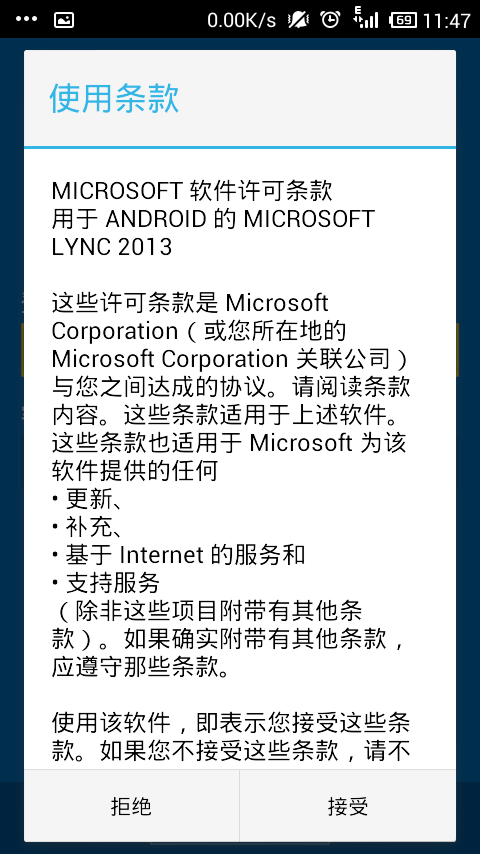 0.00K/s
E
69
11:47
使用条款
MICROSOFT 软件许可条款
用于 ANDROID 的 MICROSOFT
LYNC 2013
这些许可条款是 Microsoft
Corporation（或您所在地的
Microsoft Corporation 关联公司）
与您之间达成的协议。请阅读条款
内容。这些条款适用于上述软件。
这些条款也适用于 Microsoft 为该
软件提供的任何
• 更新、
• 补充、
• 基于 Internet 的服务和
• 支持服务
（除非这些项目附带有其他条
款）。如果确实附带有其他条款，
应遵守那些条款。
使用该软件，即表示您接受这些条
款。如果您不接受这些条款，请不
拒绝
接受